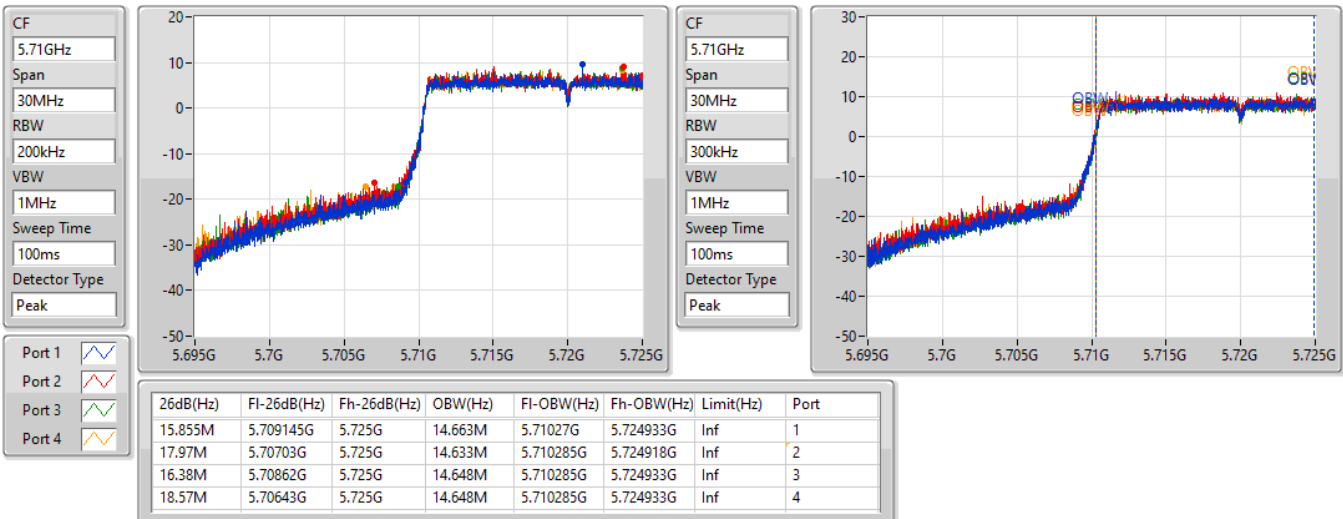 CF
5.71GHz
Span
30MHz
RBW
200kHz
VBW
1MHz
Sweep Time
100ms
Detector Type
Peak
20
10
0
-10
-20
-30
-40
-50
5.695G 5.7G 5.705G 5.71G 5.715G 5.72G 5.725G
CF
5.71GHz
Span
30MHz
RBW
300kHz
VBW
1MHz
Sweep Time
100ms
Detector Type
Peak
30
20
10
0
-10
-20
-30
-40
-50
5.695G 5.7G 5.705G 5.71G 5.715G 5.72G 5.725G
Port 1
Port 2
Port 3
Port 4
26dB(Hz) Fl-26dB(Hz) Fh-26dB(Hz) OBW(Hz) Fl-OBW(Hz) Fh-OBW(Hz) Limit(Hz) Port
15.855M 5.709145G 5.725G 14.663M 5.71027G 5.724933G Inf 1
17.97M 5.70703G 5.725G 14.633M 5.710285G 5.724918G Inf 2
16.38M 5.70862G 5.725G 14.648M 5.710285G 5.724933G Inf 3
18.57M 5.70643G 5.725G 14.648M 5.710285G 5.724933G Inf 4